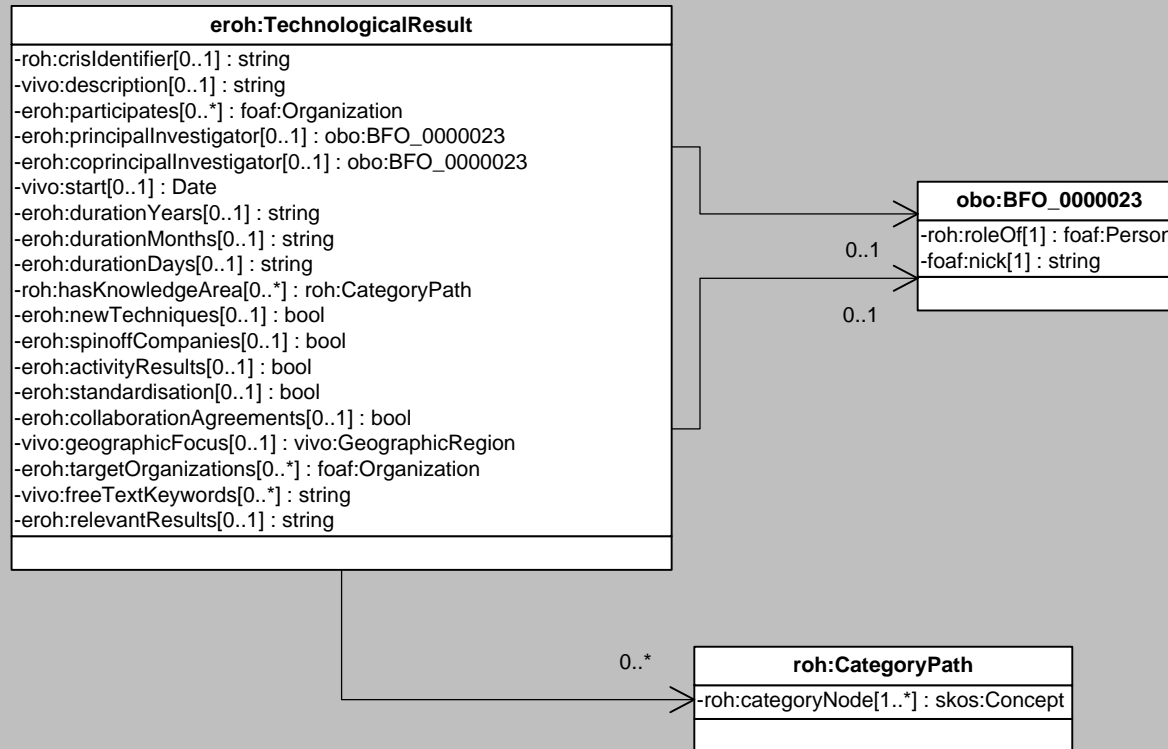 eroh:TechnologicalResult
-roh:crisIdentifier[0..1] : string
-vivo:description[0..1] : string
-eroh:participates[0..*] : foaf:Organization
-eroh:principalInvestigator[0..1] : obo:BFO_0000023
-eroh:coprincipalInvestigator[0..1] : obo:BFO_0000023
-vivo:start[0..1] : Date
-eroh:durationYears[0..1] : string
-eroh:durationMonths[0..1] : string
-eroh:durationDays[0..1] : string
-roh:hasKnowledgeArea[0..*] : roh:CategoryPath
-eroh:newTechniques[0..1] : bool
-eroh:spinoffCompanies[0..1] : bool
-eroh:activityResults[0..1] : bool
-eroh:standardisation[0..1] : bool
-eroh:collaborationAgreements[0..1] : bool
-vivo:geographicFocus[0..1] : vivo:GeographicRegion
-eroh:targetOrganizations[0..*] : foaf:Organization
-vivo:freeTextKeywords[0..*] : string
-eroh:relevantResults[0..1] : string
obo:BFO_0000023
-roh:roleOf[1] : foaf:Person
-foaf:nick[1] : string
0..1
0..1
0..*
roh:CategoryPath
-roh:categoryNode[1..*] : skos:Concept